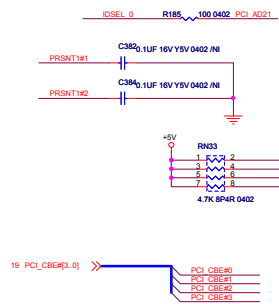 IDSEL_0 R185 100 0402 PCI_AD21
C382 0.1UF 16V Y5V 0402 /NI
PRSNT1#1
C384 0.1UF 16V Y5V 0402 /NI
PRSNT1#2
+5V
RN33
1 2
3 4
5 6
7 8
4.7K 8P4R 0402
19 PCI_CBE#[3..0]
PCI_CBE#0
PCI_CBE#1
PCI_CBE#2
PCI_CBE#3